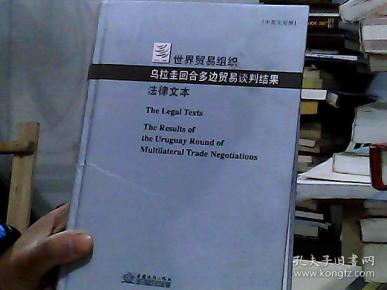 (中英文对照)
世界贸易组织
乌拉圭回合多边贸易谈判结果
法律文本
The Legal Texts
The Results of
the Uruguay Round of
Multilateral Trade Negotiations
孔夫子旧书网
www.kongfz.com